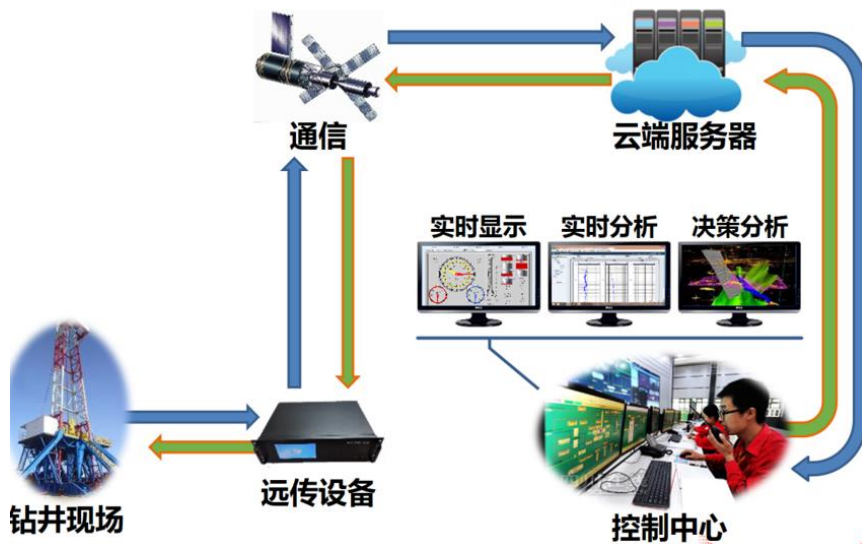 通信
云端服务器
实时显示
实时分析
决策分析
钻井现场
远传设备
控制中心